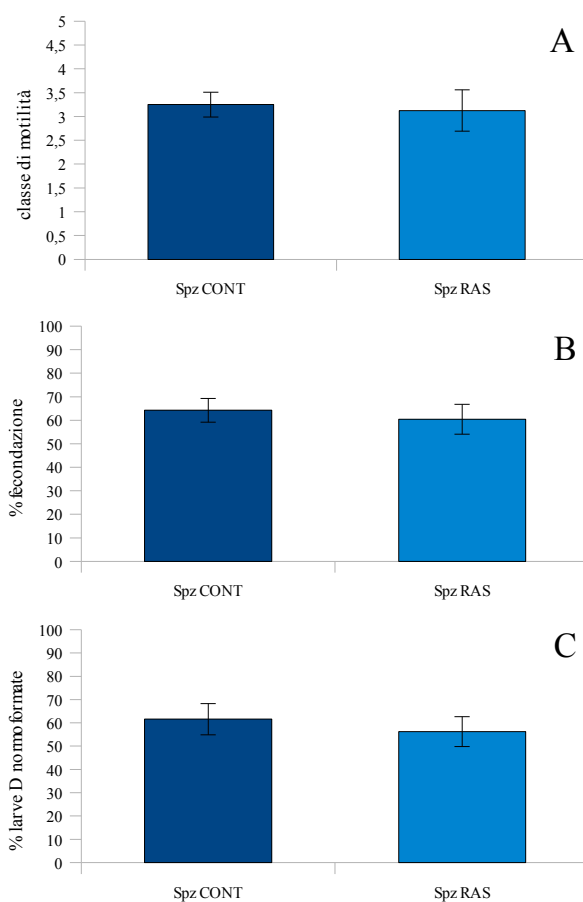 A
classe di motilità
5
4,5
4
3,5
3
2,5
2
1,5
1
0,5
0
Spz CONT
Spz RAS
B
% fecondazione
100
90
80
70
60
50
40
30
20
10
0
Spz CONT
Spz RAS
C
% larve D normoformate
100
90
80
70
60
50
40
30
20
10
0
Spz CONT
Spz RAS